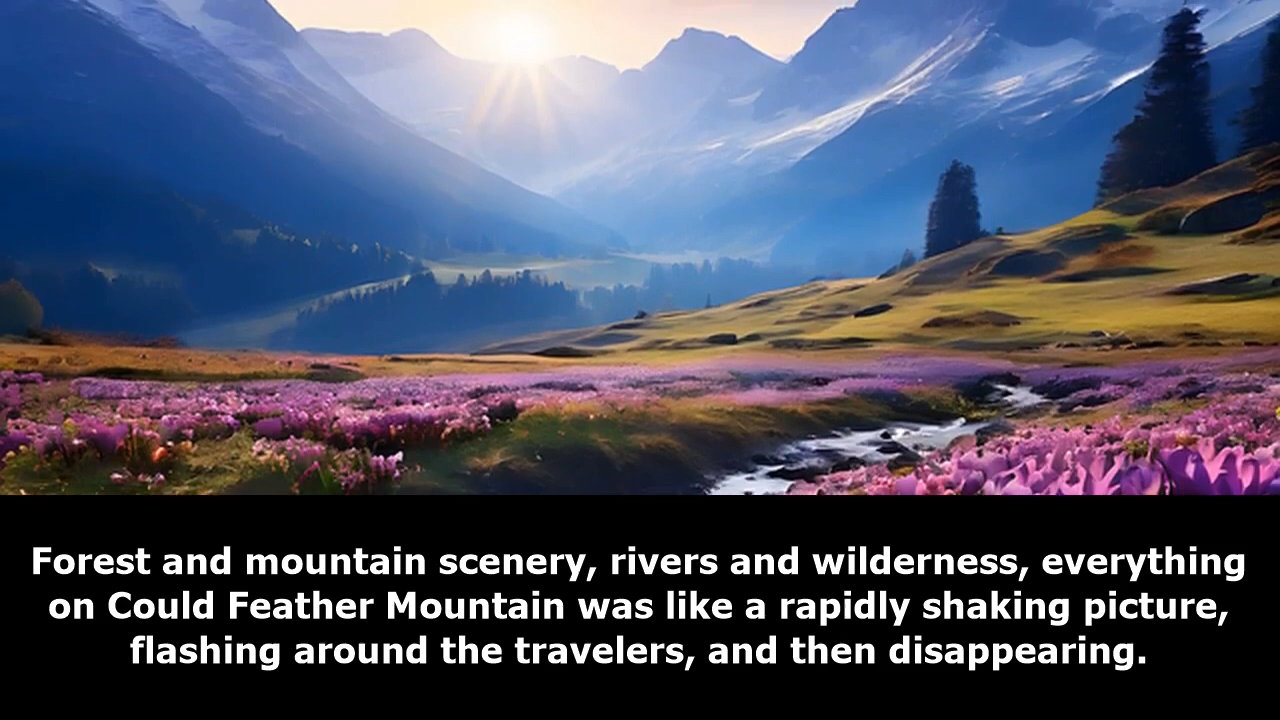 Forest and mountain scenery, rivers and wilderness, everything
on Could Feather Mountain was like a rapidly shaking picture,
flashing around the travelers, and then disappearing.